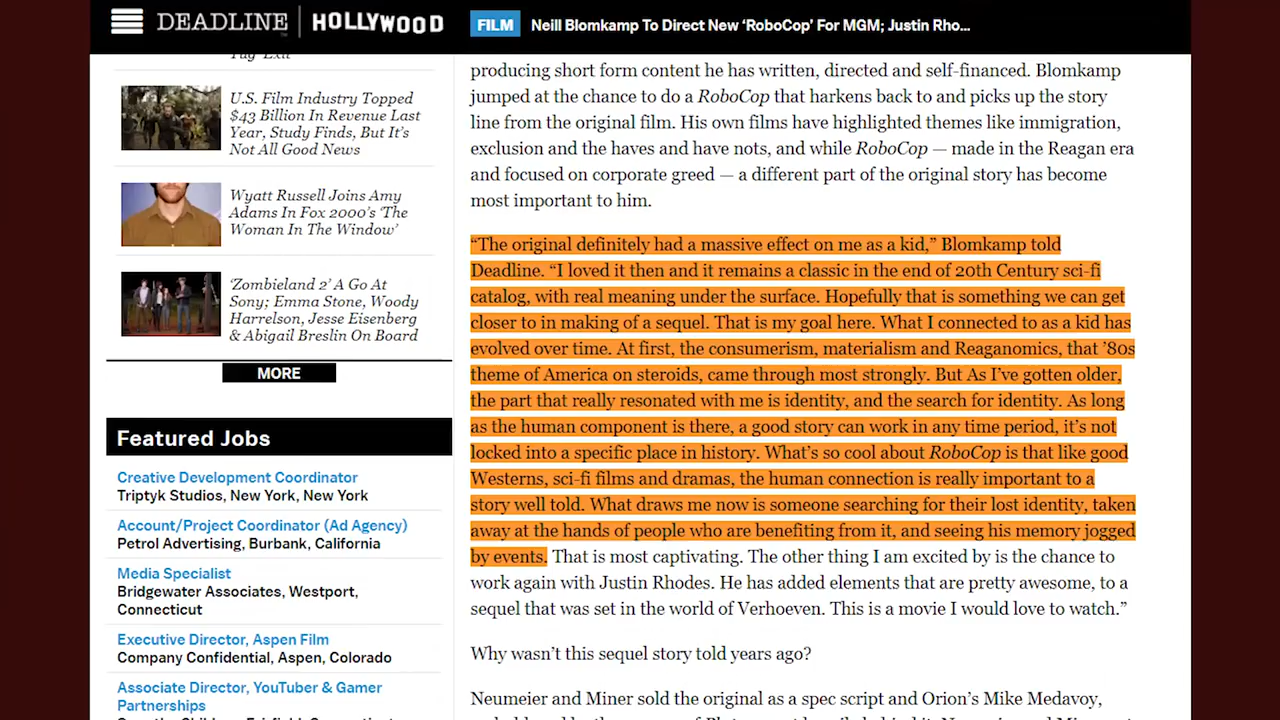 DEADLINE HOLLYWOOD FILM Neill Blomkamp To Direct New ‘RoboCop’ For MGM; Justin Rho...
Tag ‘Exit’
U.S. Film Industry Topped
$43 Billion In Revenue Last
Year, Study Finds, But It’s
Not All Good News
Wyatt Russell Joins Amy
Adams In Fox 2000’s ‘The
Woman In The Window’
‘Zombieland 2’ A Go At
Sony; Emma Stone, Woody
Harrelson, Jesse Eisenberg
& Abigail Breslin On Board
MORE
Featured Jobs
Creative Development Coordinator
Triptyk Studios, New York, New York
Account/Project Coordinator (Ad Agency)
Petrol Advertising, Burbank, California
Media Specialist
Bridgewater Associates, Westport,
Connecticut
Executive Director, Aspen Film
Company Confidential, Aspen, Colorado
Associate Director, YouTube & Gamer
Partnerships
producing short form content he has written, directed and self-financed. Blomkamp
jumped at the chance to do a RoboCop that harkens back to and picks up the story
line from the original film. His own films have highlighted themes like immigration,
exclusion and the haves and have nots, and while RoboCop — made in the Reagan era
and focused on corporate greed — a different part of the original story has become
most important to him.
“The original definitely had a massive effect on me as a kid,” Blomkamp told
Deadline. “I loved it then and it remains a classic in the end of 20th Century sci-fi
catalog, with real meaning under the surface. Hopefully that is something we can get
closer to in making of a sequel. That is my goal here. What I connected to as a kid has
evolved over time. At first, the consumerism, materialism and Reaganomics, that ’80s
theme of America on steroids, came through most strongly. But As I’ve gotten older,
the part that really resonated with me is identity, and the search for identity. As long
as the human component is there, a good story can work in any time period, it’s not
locked into a specific place in history. What’s so cool about RoboCop is that like good
Westerns, sci-fi films and dramas, the human connection is really important to a
story well told. What draws me now is someone searching for their lost identity, taken
away at the hands of people who are benefiting from it, and seeing his memory jogged
by events. That is most captivating. The other thing I am excited by is the chance to
work again with Justin Rhodes. He has added elements that are pretty awesome, to a
sequel that was set in the world of Verhoeven. This is a movie I would love to watch.”
Why wasn’t this sequel story told years ago?
Neumeier and Miner sold the original as a spec script and Orion’s Mike Medavoy,